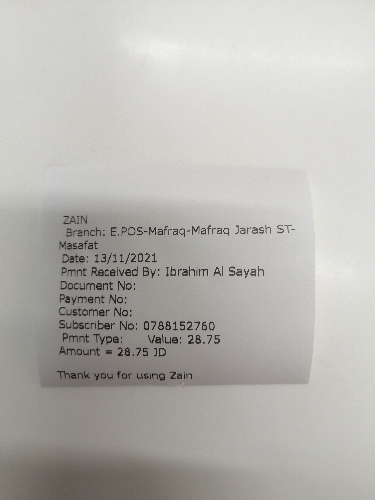 ZAIN
Branch: E.POS-Mafraq-Mafraq Jarash ST-
Masafat
Date: 13/11/2021
Pmnt Received By: Ibrahim Al Sayah
Document No:
Payment No:
Customer No:
Subscriber No: 0788152760
Pmnt Type: Value: 28.75
Amount = 28.75 JD
Thank you for using Zain